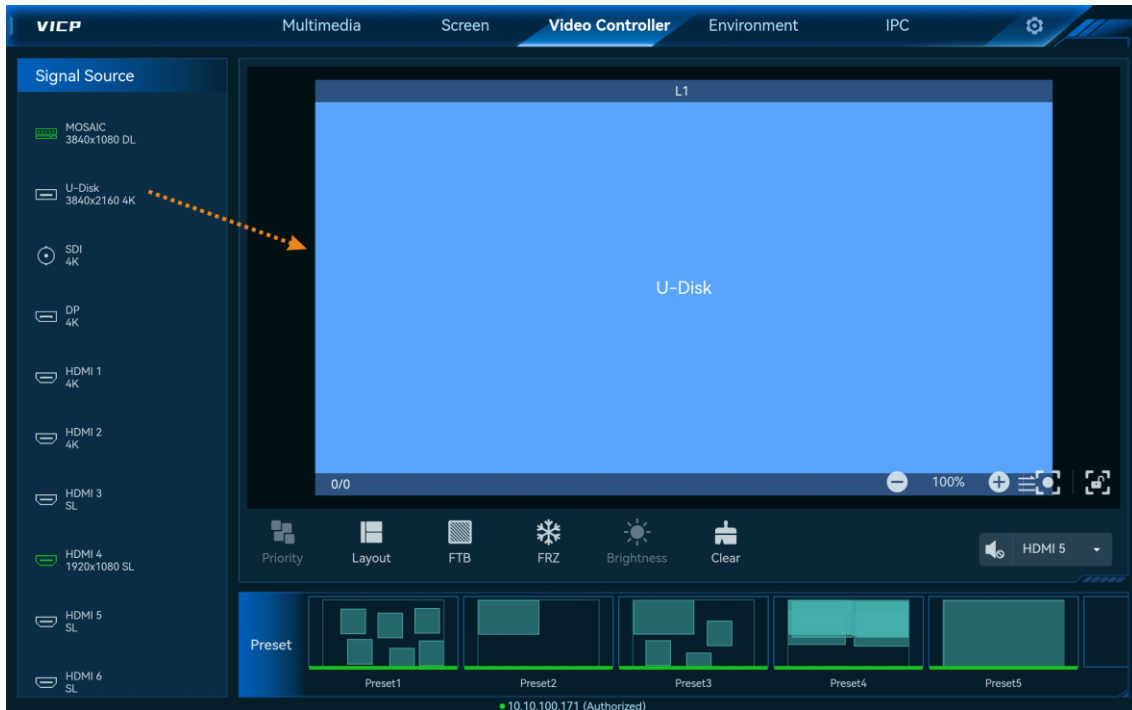 VICP
Multimedia
Screen
Video Controller
Environment
IPC
Signal Source
MOSAIC
3840x1080 DL
U-Disk
3840x2160 4K
SDI
4K
DP
4K
HDMI 1
4K
HDMI 2
4K
HDMI 3
SL
HDMI 4
1920x1080 SL
HDMI 5
SL
HDMI 6
SL
L1
U-Disk
0/0
100%
Priority
Layout
FTB
FRZ
Brightness
Clear
HDMI 5
Preset
Preset1
Preset2
Preset3
Preset4
Preset5
10.10.100.171 (Authorized)